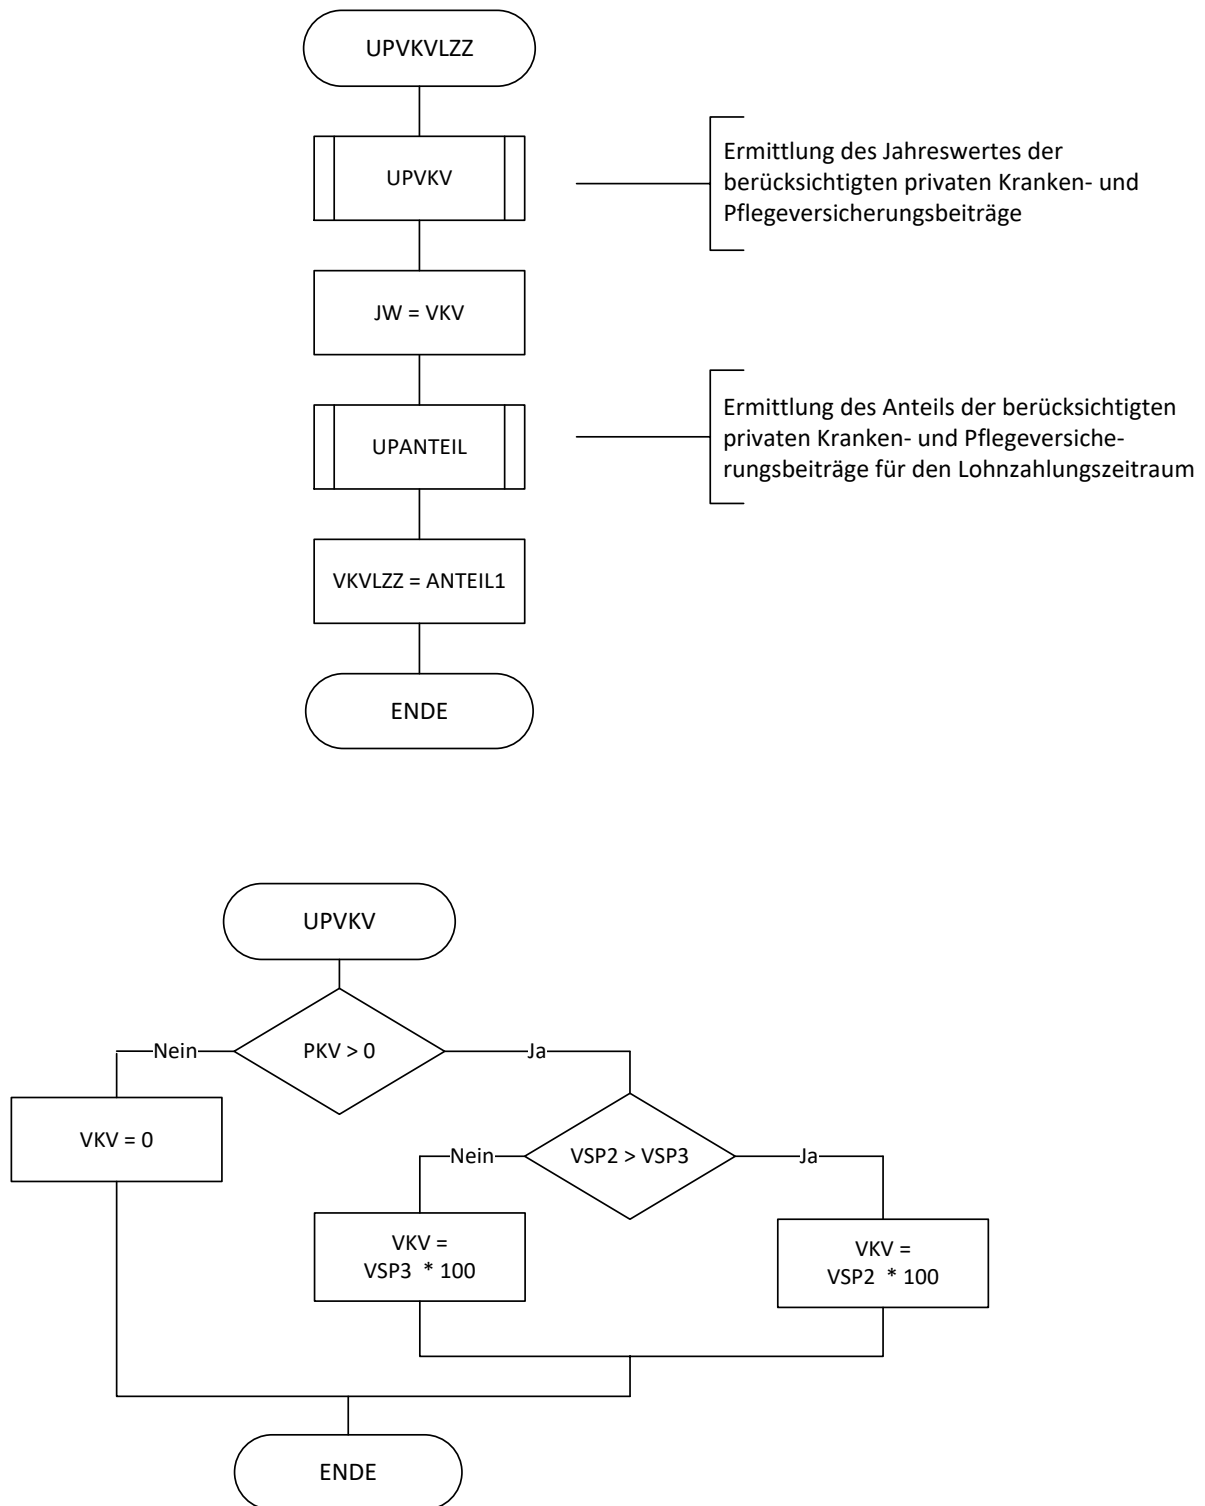 UPVKVLZZ
UPVKV
Ermittlung des Jahreswertes der
berücksichtigten privaten Kranken- und
Pflegeversicherungsbeiträge
JW = VKV
UPANTEIL
Ermittlung des Anteils der berücksichtigten
privaten Kranken- und Pflegeversiche-
rungsbeiträge für den Lohnzahlungszeitraum
VKVLZZ = ANTEIL1
ENDE
UPVKV
PKV > 0
Nein
Ja
VKV = 0
VSP2 > VSP3
Nein
Ja
VKV =
VSP3 * 100
VKV =
VSP2 * 100
ENDE